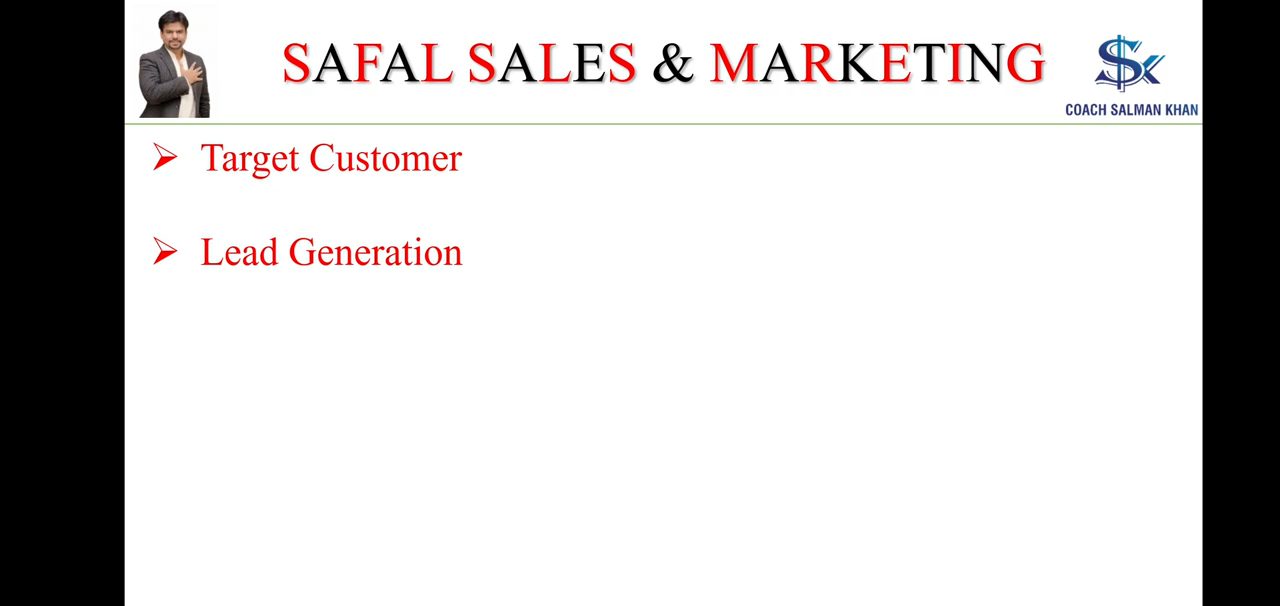 SAFAL SALES & MARKETING
COACH SALMAN KHAN
Target Customer
Lead Generation